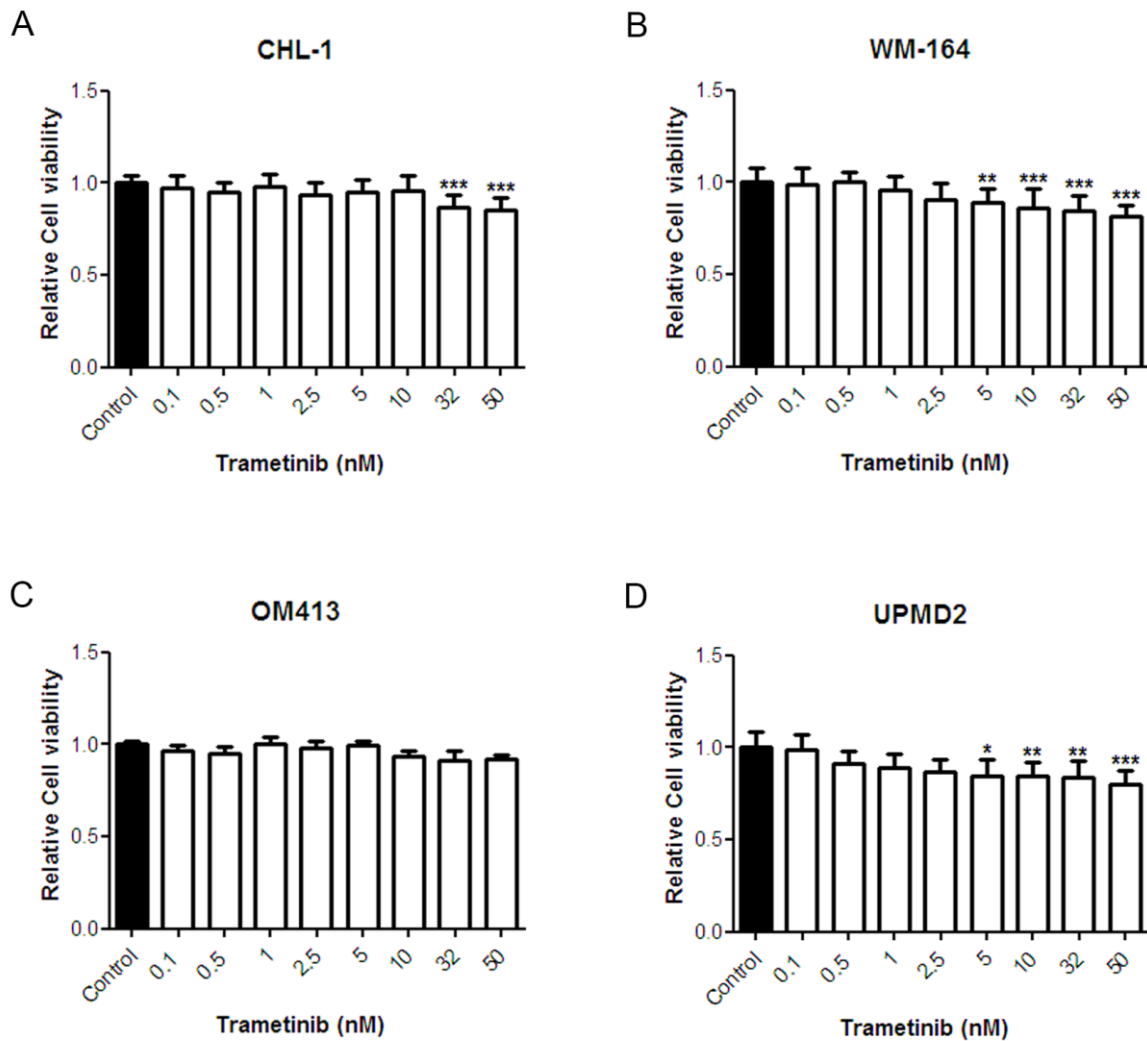 A
CHL-1
Relative Cell viability
1.5
1.0
0.5
0.0
*** ***
Control 0.1 0.5 1 2.5 5 10 32 50
Trametinib (nM)
B
WM-164
Relative Cell viability
1.5
1.0
0.5
0.0
** *** *** ***
Control 0.1 0.5 1 2.5 5 10 32 50
Trametinib (nM)
C
OM413
Relative Cell viability
1.5
1.0
0.5
0.0
Control 0.1 0.5 1 2.5 5 10 32 50
Trametinib (nM)
D
UPMD2
Relative Cell viability
1.5
1.0
0.5
0.0
* ** ** ***
Control 0.1 0.5 1 2.5 5 10 32 50
Trametinib (nM)